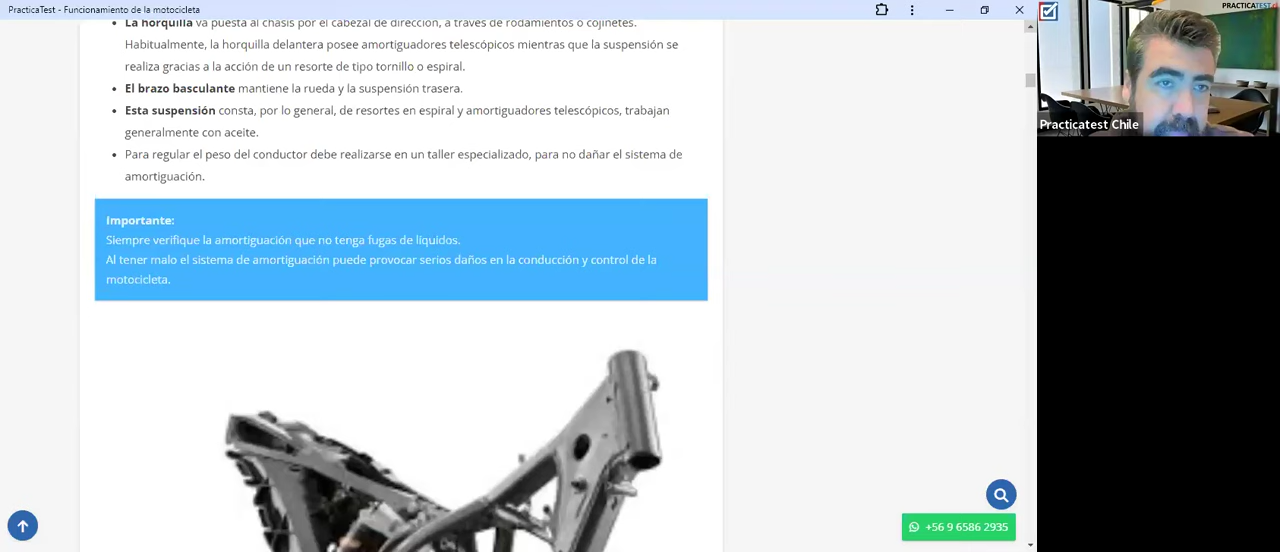 PracticaTest - Funcionamiento de la motocicleta
PRACTICATEST.cl
La horquilla va puesta al chasis por el cabezal de dirección, a través de rodamientos o cojinetes.
Habitualmente, la horquilla delantera posee amortiguadores telescópicos mientras que la suspensión se
realiza gracias a la acción de un resorte de tipo tornillo o espiral.
El brazo basculante mantiene la rueda y la suspensión trasera.
Esta suspensión consta, por lo general, de resortes en espiral y amortiguadores telescópicos, trabajan
generalmente con aceite.
Para regular el peso del conductor debe realizarse en un taller especializado, para no dañar el sistema de
amortiguación.
Importante:
Siempre verifique la amortiguación que no tenga fugas de líquidos.
Al tener malo el sistema de amortiguación puede provocar serios daños en la conducción y control de la
motocicleta.
Practicatest Chile
+56 9 6586 2935